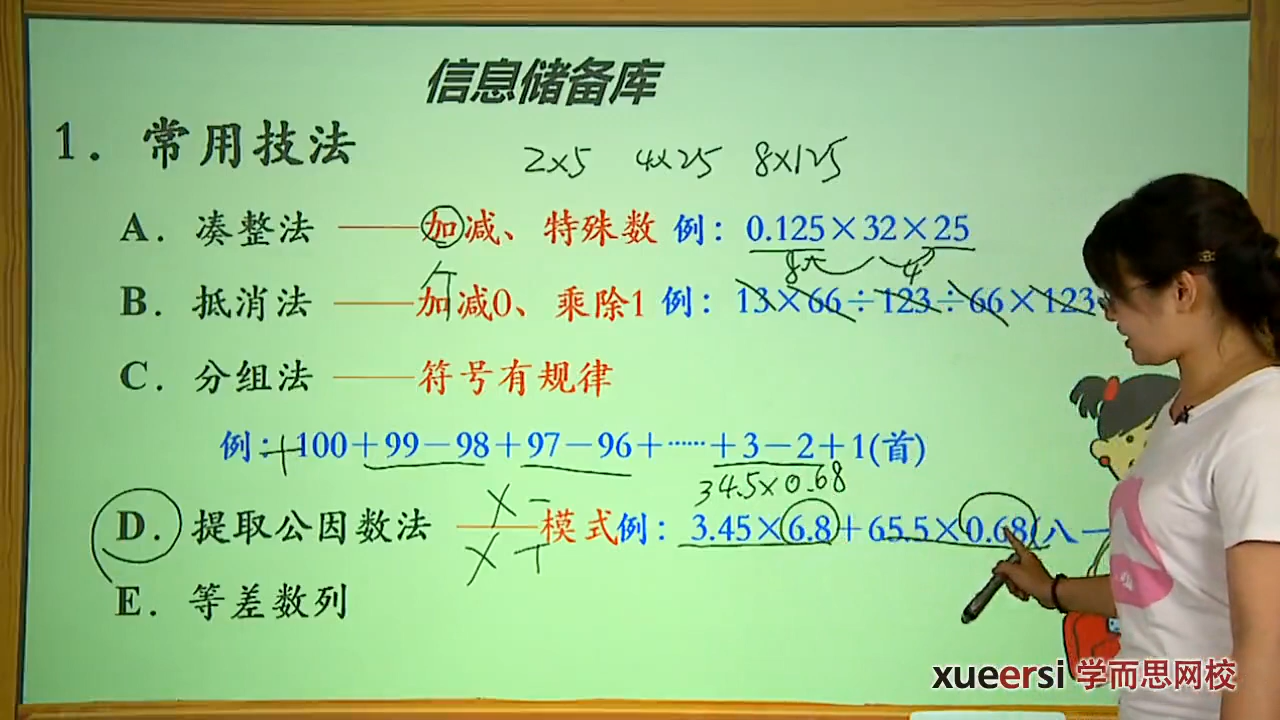 信息储备库
1. 常用技法
2×5 4×25 8×125
A. 凑整法 ——加减、特殊数 例：0.125×32×25
8 4
B. 抵消法 ——加减0、乘除1 例：13×66÷123÷66×123
C. 分组法 ——符号有规律
例：+100+99－98+97－96+……+3－2+1(首)
34.5×0.68
D. 提取公因数法 ——模式例：3.45×6.8+65.5×0.68(八一
E. 等差数列
xueersi 学而思网校